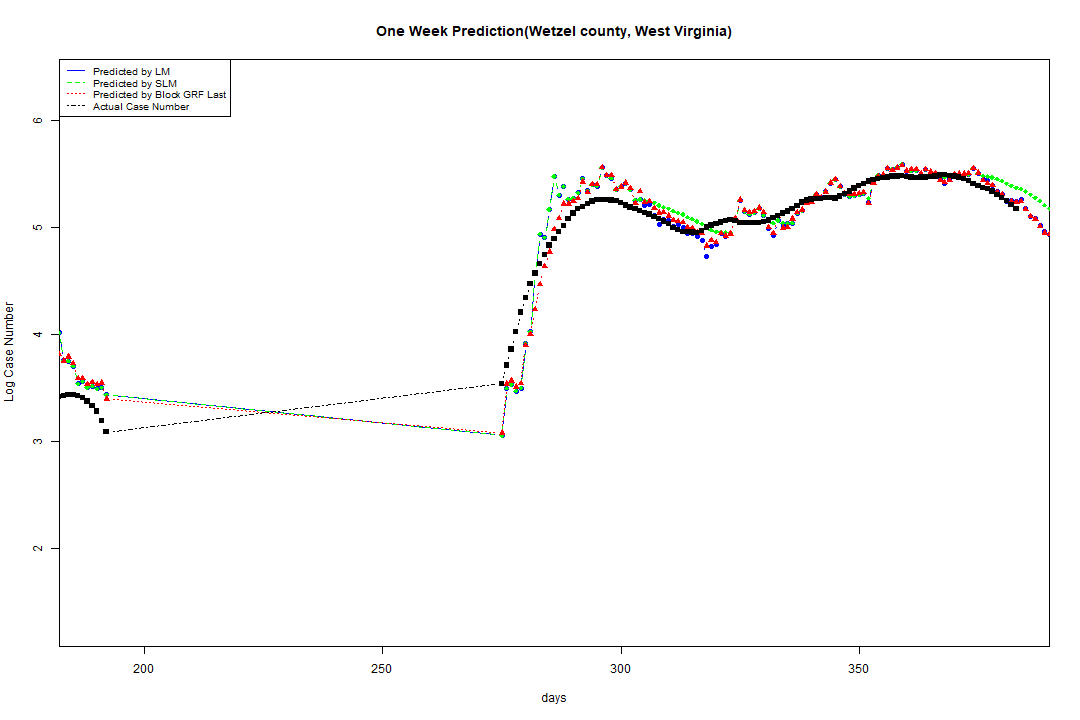 One Week Prediction(Wetzel county, West Virginia)
Predicted by LM
Predicted by SLM
Predicted by Block GRF Last
Actual Case Number
6
5
4
3
2
Log Case Number
200 250 300 350
days